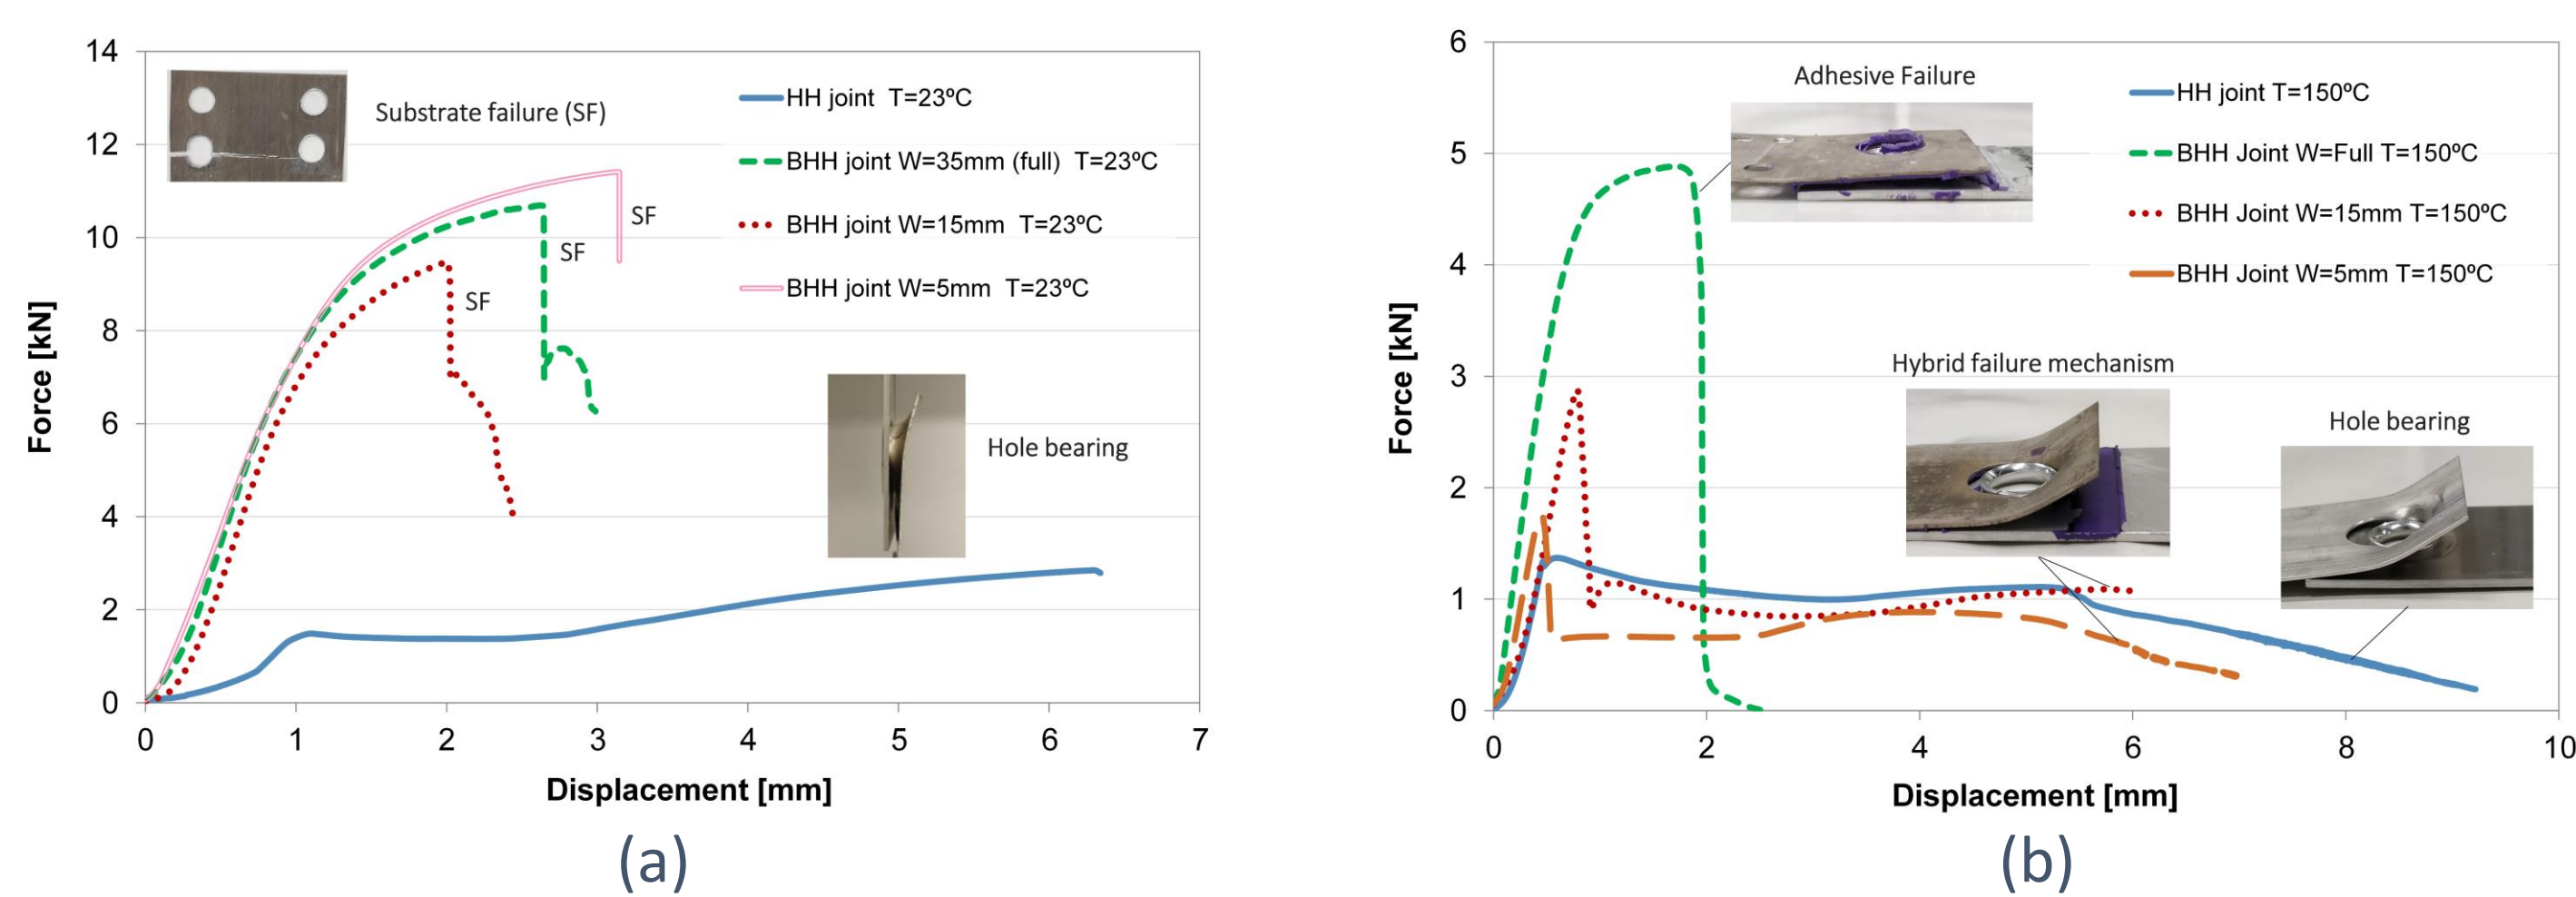 14
12
10
8
6
4
2
0
Force [kN]
0 1 2 3 4 5 6 7
Displacement [mm]
Substrate failure (SF)
HH joint T=23ºC
BHH joint W=35mm (full) T=23ºC
BHH joint W=15mm T=23ºC
BHH joint W=5mm T=23ºC
SF
SF
SF
Hole bearing
(a)
6
5
4
3
2
1
0
Force [kN]
0 2 4 6 8 10
Displacement [mm]
Adhesive Failure
HH joint T=150ºC
BHH Joint W=Full T=150ºC
BHH Joint W=15mm T=150ºC
BHH Joint W=5mm T=150ºC
Hybrid failure mechanism
Hole bearing
(b)